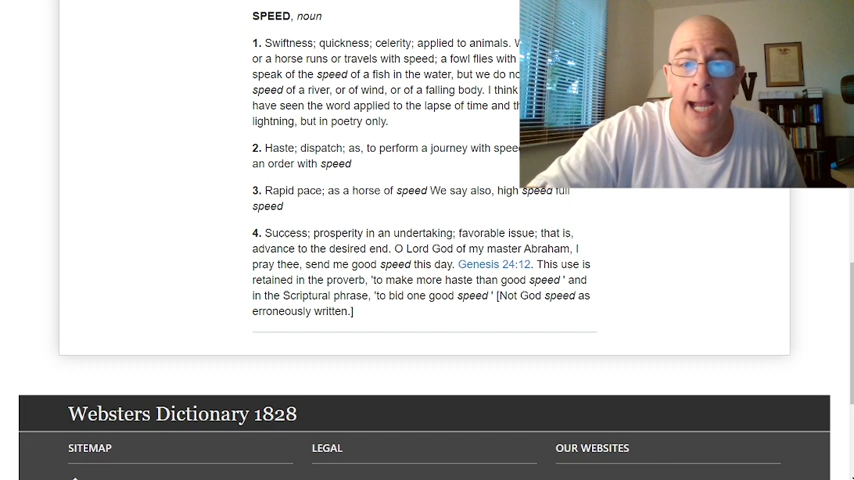 SPEED, noun
1. Swiftness; quickness; celerity; applied to animals.
or a horse runs or travels with speed; a fowl flies with
speak of the speed of a fish in the water, but we do
speed of a river, or of wind, or of a falling body. I think
have seen the word applied to the lapse of time and
lightning, but in poetry only.
2. Haste; dispatch; as, to perform a journey with
an order with speed
3. Rapid pace; as a horse of speed We say also, high speed full
speed
4. Success; prosperity in an undertaking; favorable issue; that is,
advance to the desired end. O Lord God of my master Abraham, I
pray thee, send me good speed this day. Genesis 24:12. This use is
retained in the proverb, 'to make more haste than good speed ' and
in the Scriptural phrase, 'to bid one good speed ' [Not God speed as
erroneously written.]
Websters Dictionary 1828
SITEMAP LEGAL OUR WEBSITES